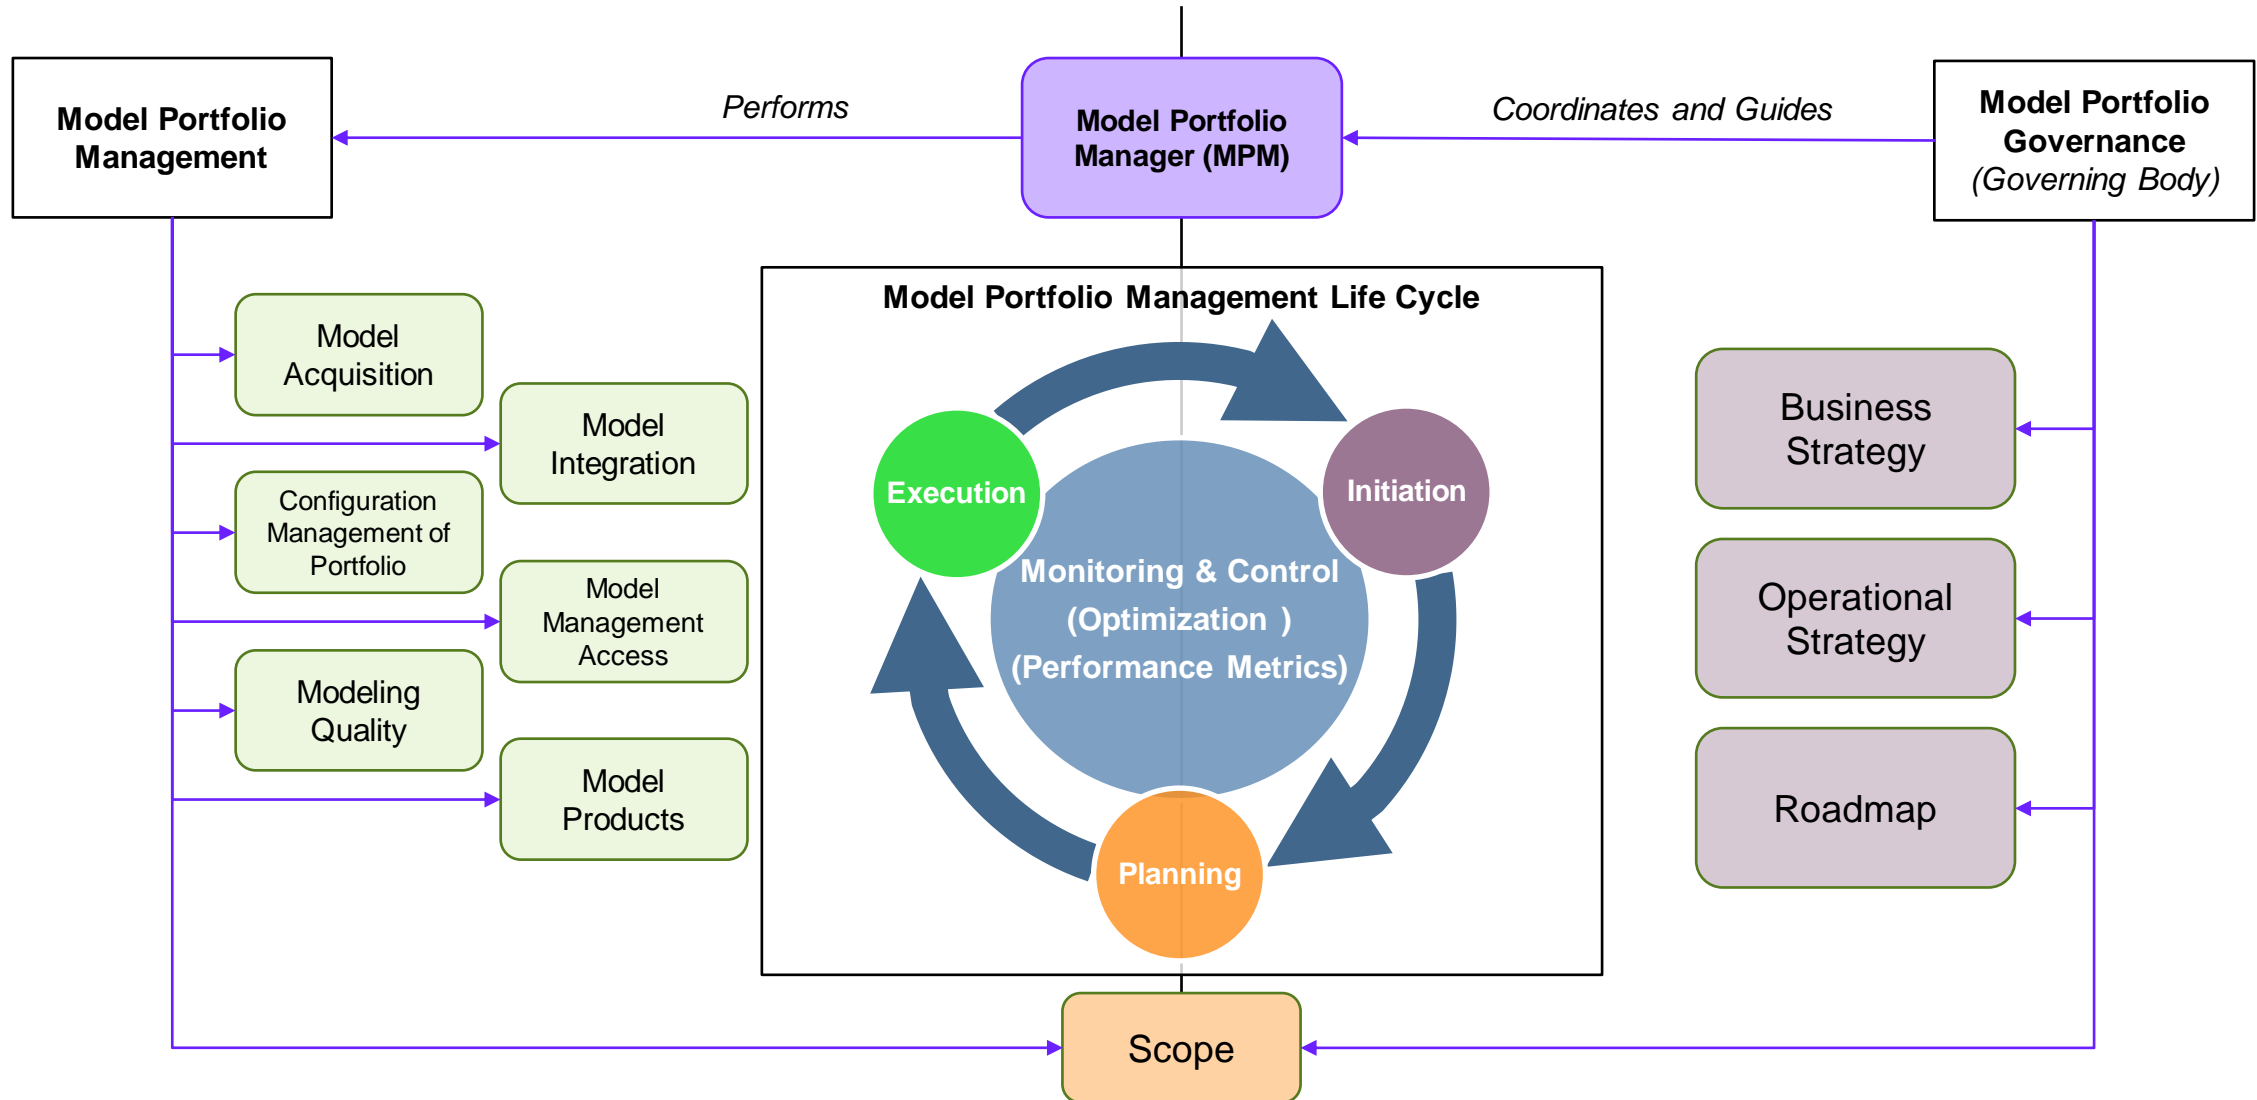 Model Portfolio
Management
Performs
Model Portfolio
Manager (MPM)
Coordinates and Guides
Model Portfolio
Governance
(Governing Body)
Model
Acquisition
Model
Integration
Configuration
Management of
Portfolio
Model
Management
Access
Modeling
Quality
Model
Products
Model Portfolio Management Life Cycle
Execution
Initiation
Monitoring & Control
(Optimization )
(Performance Metrics)
Planning
Business
Strategy
Operational
Strategy
Roadmap
Scope